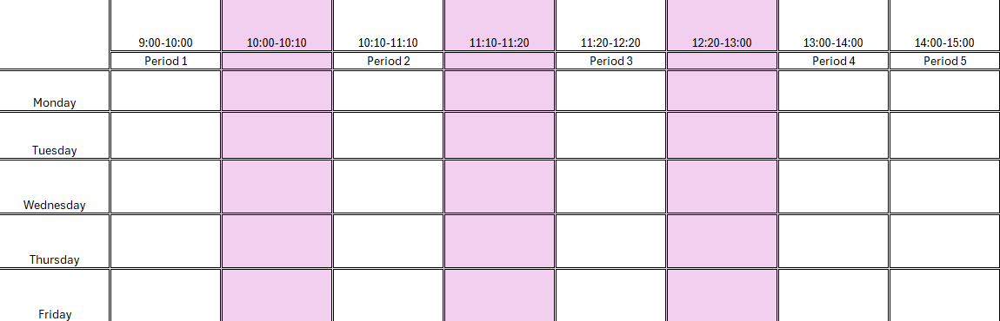 9:00-10:00 10:00-10:10 10:10-11:10 11:10-11:20 11:20-12:20 12:20-13:00 13:00-14:00 14:00-15:00
Period 1 Period 2 Period 3 Period 4 Period 5
Monday
Tuesday
Wednesday
Thursday
Friday